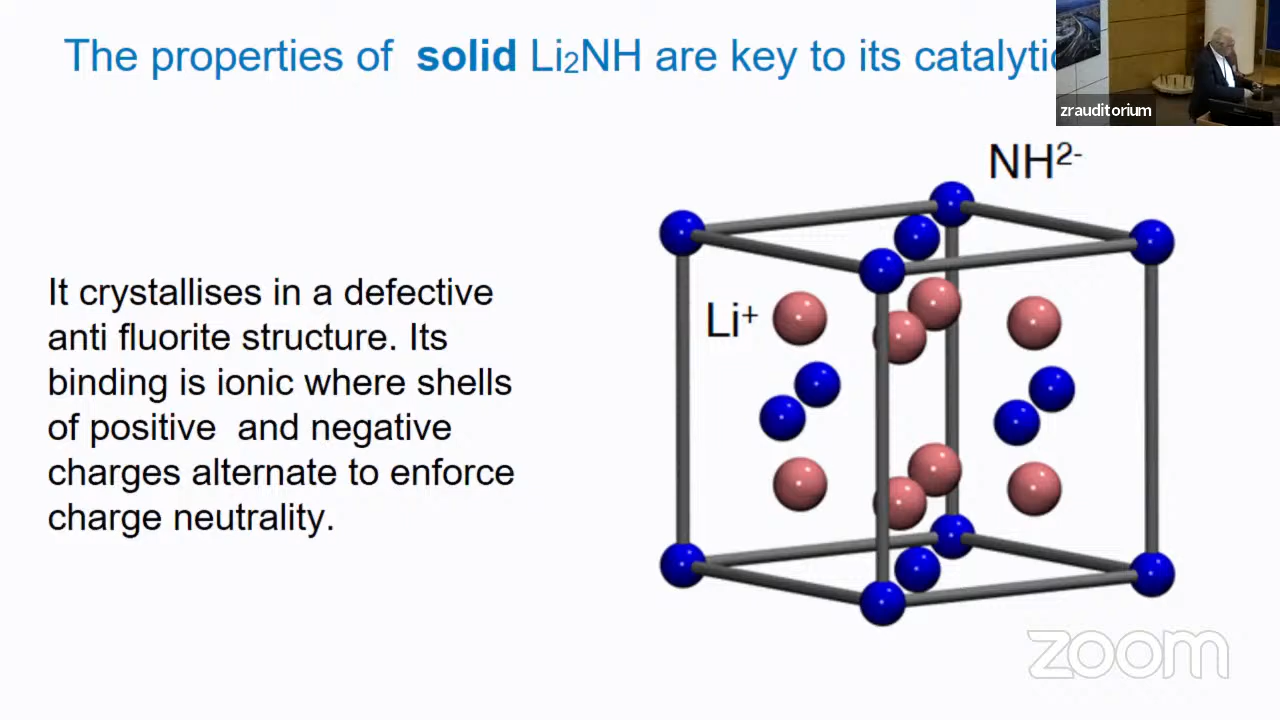 The properties of solid Li₂NH are key to its catalytic
zrauditorium
NH²⁻
Li⁺
It crystallises in a defective
anti fluorite structure. Its
binding is ionic where shells
of positive and negative
charges alternate to enforce
charge neutrality.
zoom